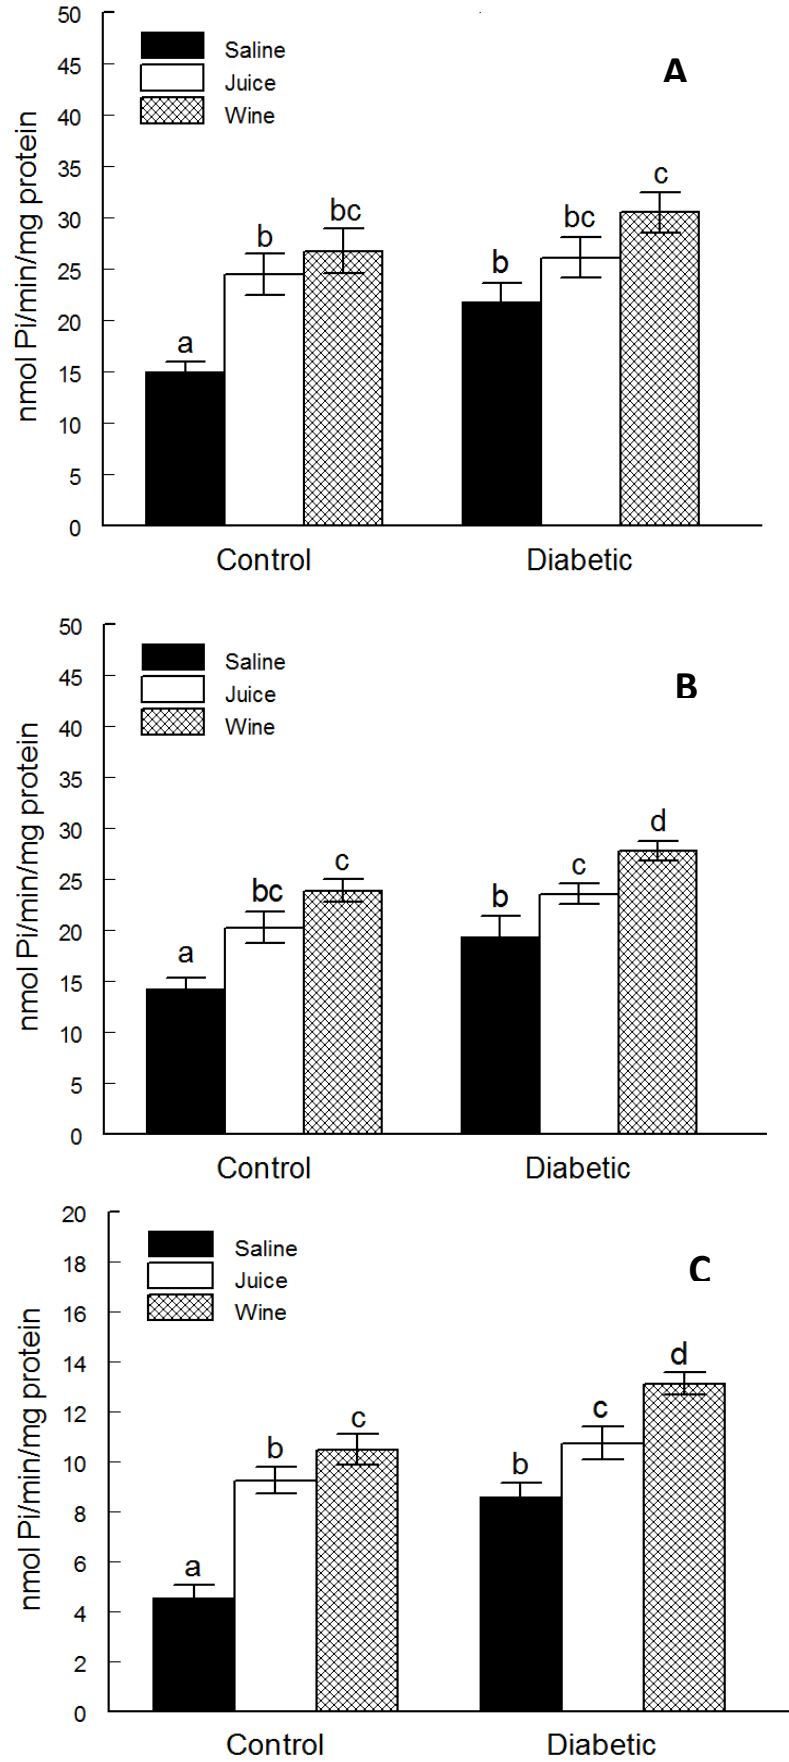 50
45
40
35
30
25
20
15
10
5
0
nmol Pi/min/mg protein
Saline
Juice
Wine
A
a
b
bc
b
bc
c
Control Diabetic
50
45
40
35
30
25
20
15
10
5
0
nmol Pi/min/mg protein
Saline
Juice
Wine
B
a
bc
c
b
c
d
Control Diabetic
20
18
16
14
12
10
8
6
4
2
0
nmol Pi/min/mg protein
Saline
Juice
Wine
C
a
b
c
b
c
d
Control Diabetic